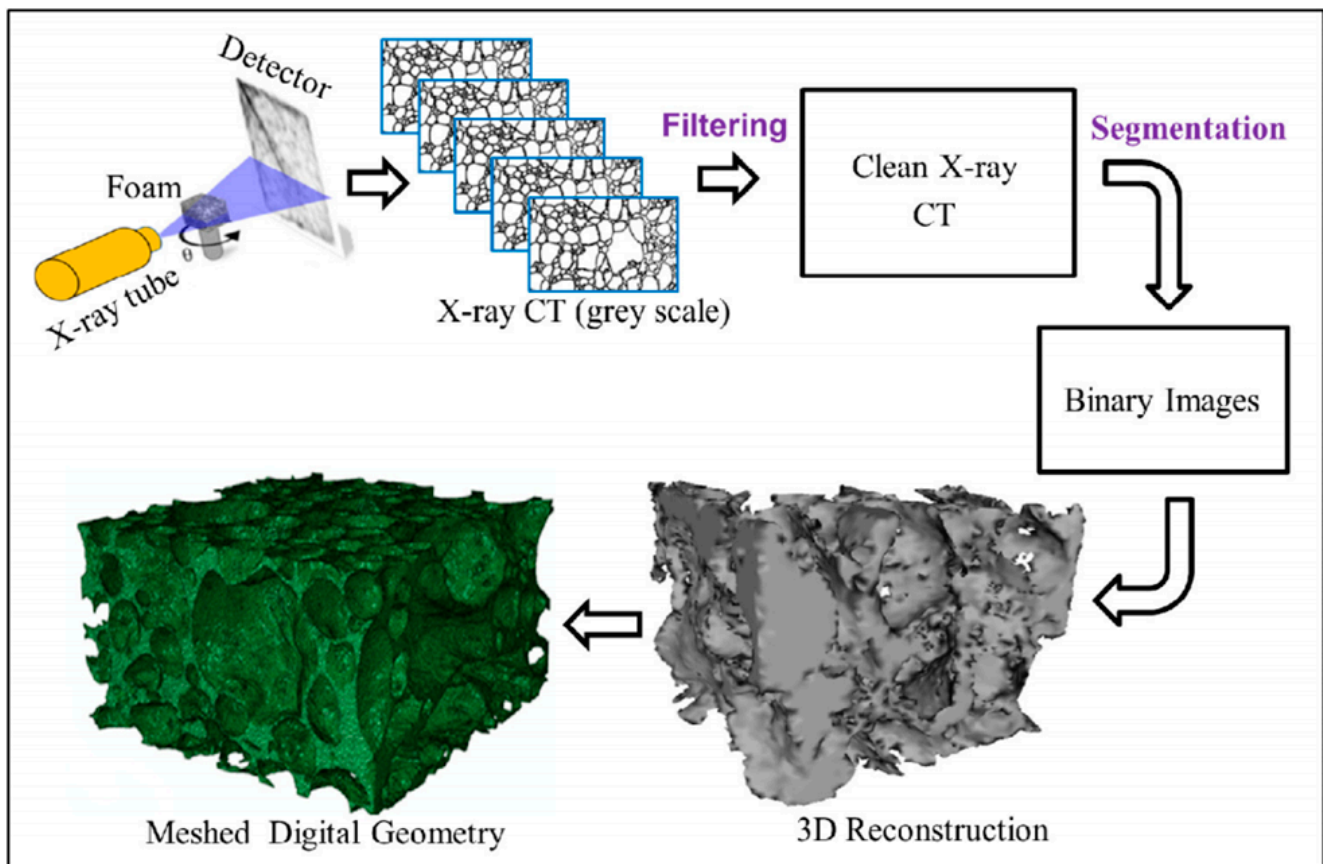 Detector
Foam
θ
X-ray tube
X-ray CT (grey scale)
Filtering
Clean X-ray
CT
Segmentation
Binary Images
3D Reconstruction
Meshed Digital Geometry